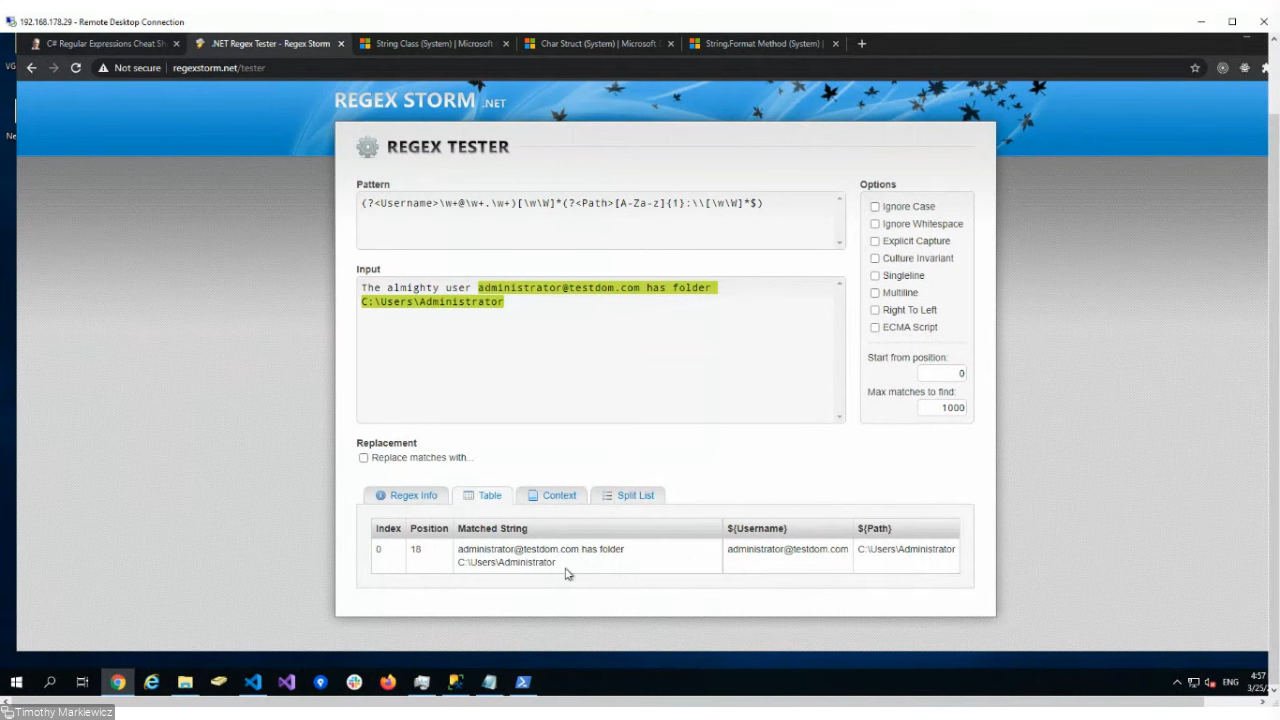 192.168.178.29 - Remote Desktop Connection
C# Regular Expressions Cheat Sh
.NET Regex Tester - Regex Storm
String Class (System) | Microsoft
Char Struct (System) | Microsoft
String.Format Method (System) |
Not secure
regexstorm.net/tester
VG
Ne
REGEX STORM .NET
REGEX TESTER
Pattern
(?<Username>\w+@\w+.\w+)[\w\W]*(?<Path>[A-Za-z]{1}:\\[\w\W]*$)
Options
Ignore Case
Ignore Whitespace
Explicit Capture
Culture Invariant
Singleline
Multiline
Right To Left
ECMA Script
Start from position:
0
Max matches to find:
1000
Input
The almighty user administrator@testdom.com has folder
C:\Users\Administrator
Replacement
Replace matches with...
Regex Info
Table
Context
Split List
Index Position Matched String ${Username} ${Path}
0 18 administrator@testdom.com has folder administrator@testdom.com C:\Users\Administrator
C:\Users\Administrator
ENG
4:57
3/25/
Timothy Markiewicz